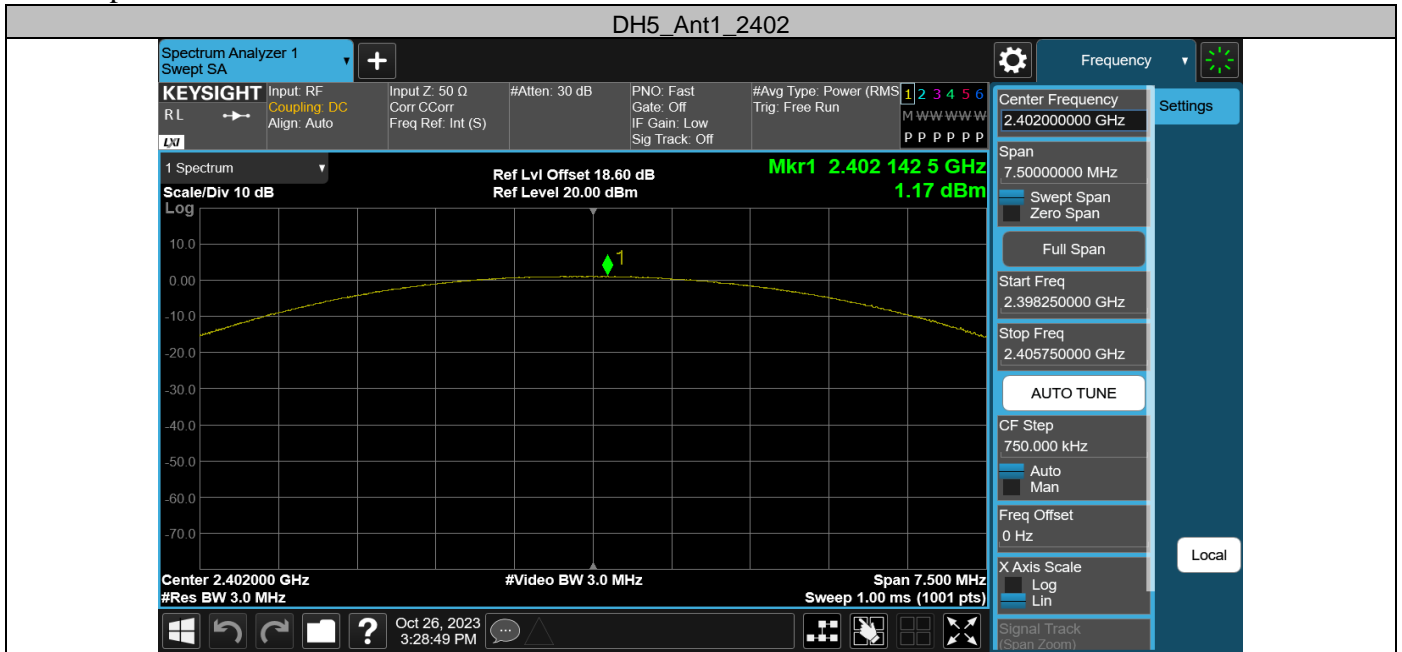 DH5_Ant1_2402
Spectrum Analyzer 1
Swept SA
+
Frequency
KEYSIGHT
RL
LXI
Input: RF
Coupling: DC
Align: Auto
Input Z: 50 Ω
Corr CCorr
Freq Ref: Int (S)
#Atten: 30 dB
PNO: Fast
Gate: Off
IF Gain: Low
Sig Track: Off
#Avg Type: Power (RMS
Trig: Free Run
1 2 3 4 5 6
M W W W W W
P P P P P P
1 Spectrum
Scale/Div 10 dB
Ref Lvl Offset 18.60 dB
Ref Level 20.00 dBm
Mkr1 2.402 142 5 GHz
1.17 dBm
Log
10.0
0.00
-10.0
-20.0
-30.0
-40.0
-50.0
-60.0
-70.0
1
Center 2.402000 GHz
#Res BW 3.0 MHz
#Video BW 3.0 MHz
Span 7.500 MHz
Sweep 1.00 ms (1001 pts)
Center Frequency
2.402000000 GHz
Settings
Span
7.50000000 MHz
Swept Span
Zero Span
Full Span
Start Freq
2.398250000 GHz
Stop Freq
2.405750000 GHz
AUTO TUNE
CF Step
750.000 kHz
Auto
Man
Freq Offset
0 Hz
Local
X Axis Scale
Log
Lin
Signal Track
(Span Zoom)
?
Oct 26, 2023
3:28:49 PM